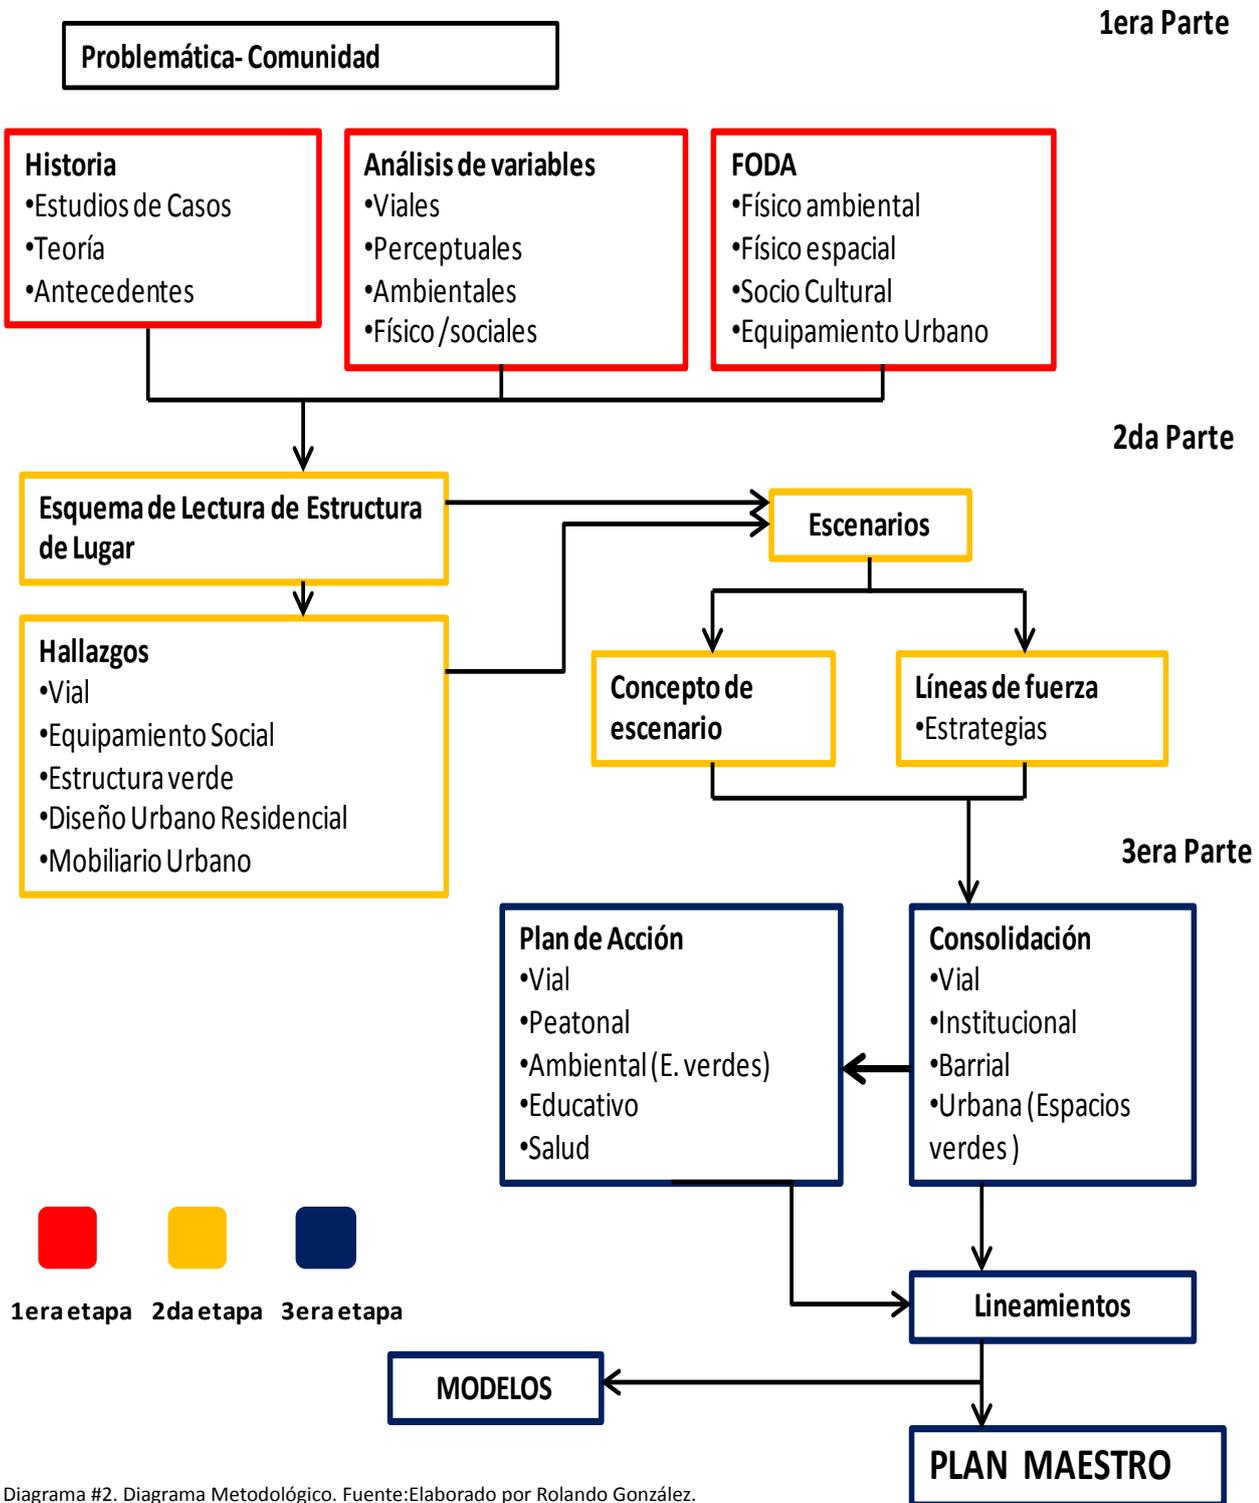 1era Parte
Problemática- Comunidad
Historia
•Estudios de Casos
•Teoría
•Antecedentes
Análisis de variables
•Viales
•Perceptuales
•Ambientales
•Físico /sociales
FODA
•Físico ambiental
•Físico espacial
•Socio Cultural
•Equipamiento Urbano
2da Parte
Esquema de Lectura de Estructura
de Lugar
Escenarios
Hallazgos
•Vial
•Equipamiento Social
•Estructura verde
•Diseño Urbano Residencial
•Mobiliario Urbano
Concepto de
escenario
Líneas de fuerza
•Estrategias
3era Parte
Plan de Acción
•Vial
•Peatonal
•Ambiental (E. verdes)
•Educativo
•Salud
Consolidación
•Vial
•Institucional
•Barrial
•Urbana (Espacios
verdes )
1era etapa
2da etapa
3era etapa
Lineamientos
MODELOS
PLAN MAESTRO
Diagrama #2. Diagrama Metodológico. Fuente:Elaborado por Rolando González.